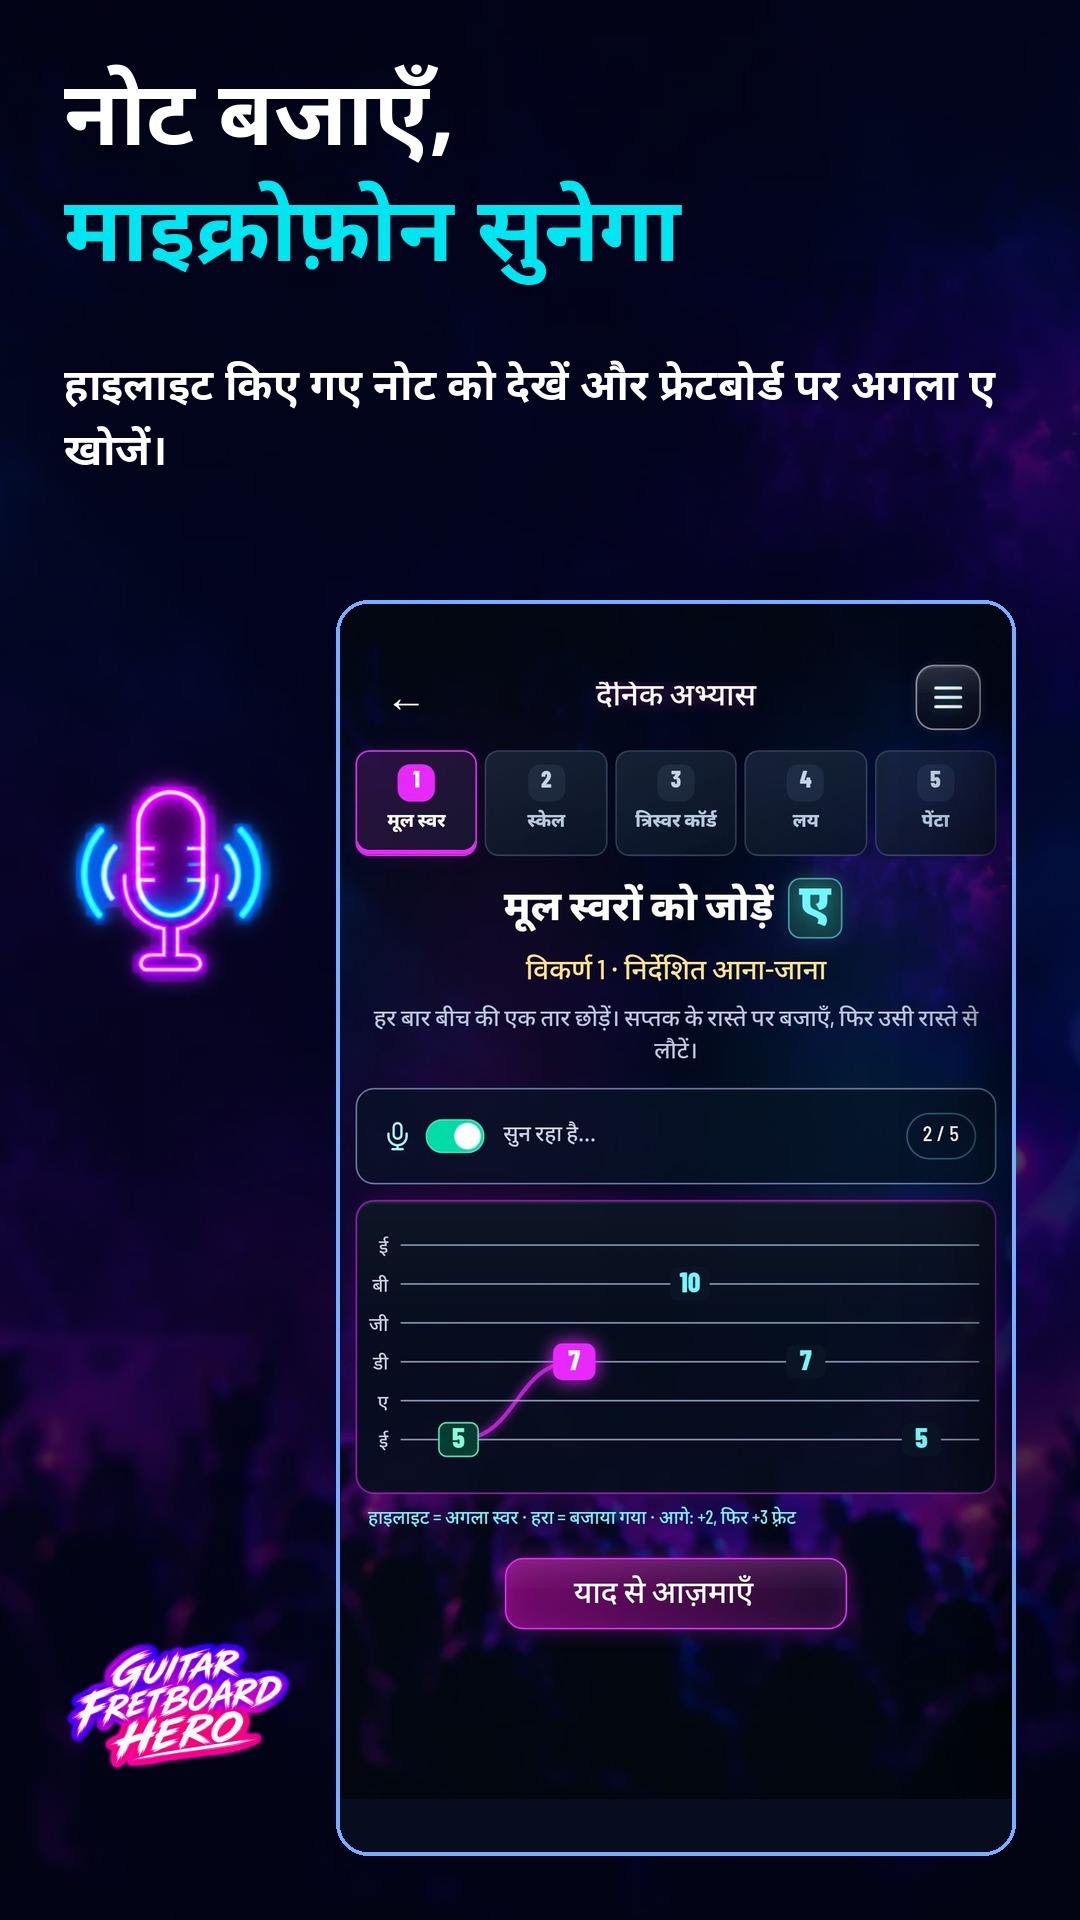 नोट बजाएँ,
माइक्रोफ़ोन सुनेगा
हाइलाइट किए गए नोट को देखें और फ्रेटबोर्ड पर अगला ए
खोजें।
←
दैनिक अभ्यास
1
मूल स्वर
2
स्केल
3
त्रिस्वर कॉर्ड
4
लय
5
पेंटा
मूल स्वरों को जोड़ें ए
विकर्ण 1 · निर्देशित आना-जाना
हर बार बीच की एक तार छोड़ें। सप्तक के रास्ते पर बजाएँ, फिर उसी रास्ते से
लौटें।
सुन रहा है...
2 / 5
ई
बी 10
जी
डी 7 7
ए
ई 5 5
हाइलाइट = अगला स्वर · हरा = बजाया गया · आगे: +2, फिर +3 फ़्रेट
याद से आज़माएँ
GUITAR
FRETBOARD
HERO